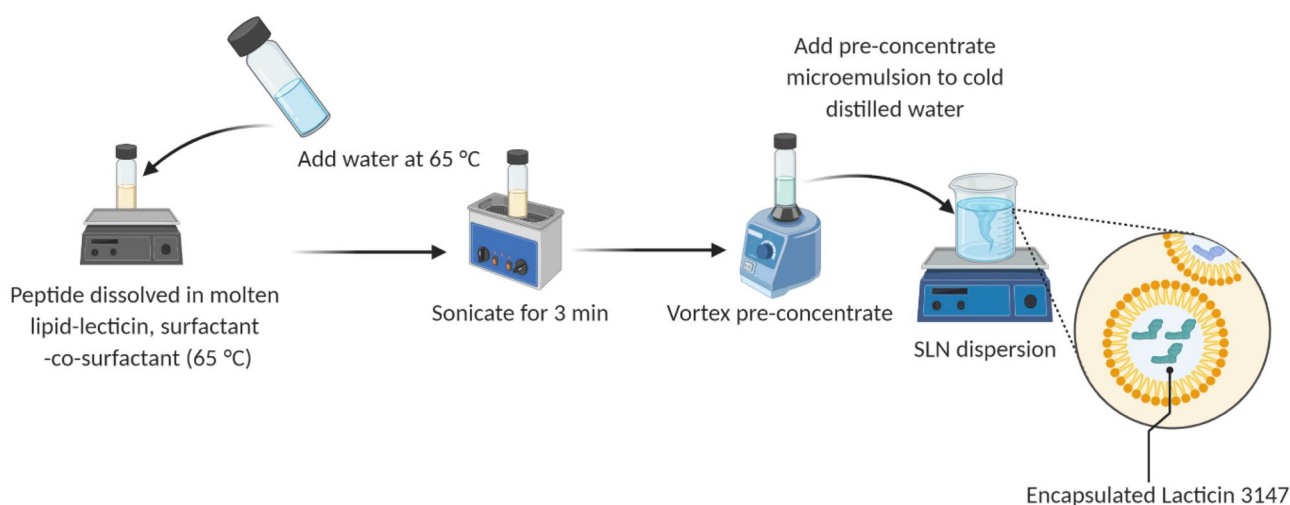 Add pre-concentrate
microemulsion to cold
distilled water
Add water at 65 °C
Peptide dissolved in molten
lipid-lecticin, surfactant
-co-surfactant (65 °C)
Sonicate for 3 min
Vortex pre-concentrate
SLN dispersion
Encapsulated Lacticin 3147